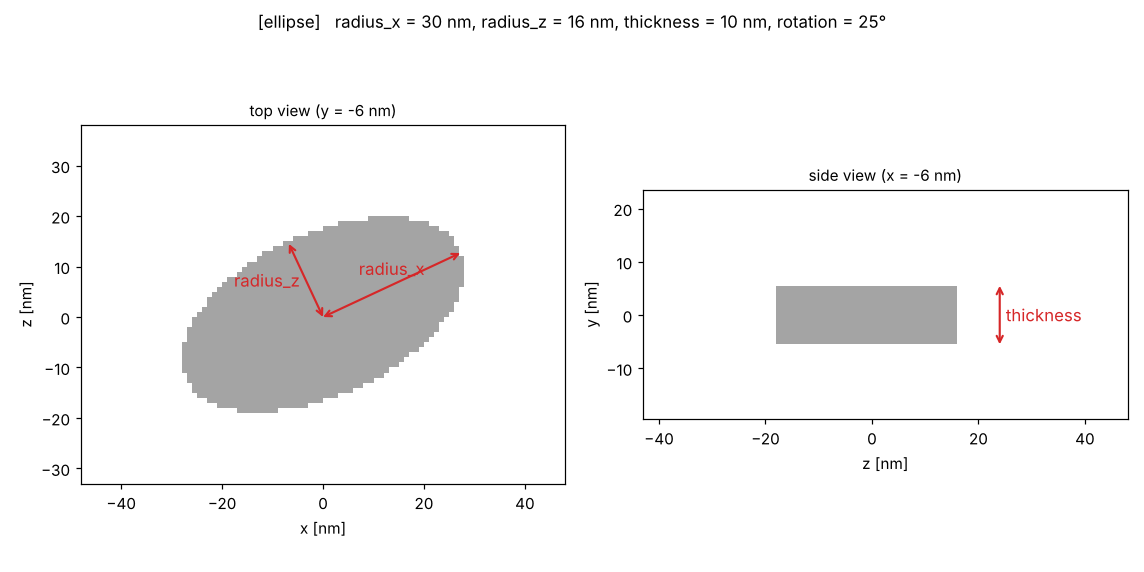 [ellipse]   radius_x = 30 nm, radius_z = 16 nm, thickness = 10 nm, rotation = 25°
top view (y = -6 nm)
z [nm]
30
20
10
0
−10
−20
−30
radius_z
radius_x
−40
−20
0
20
40
x [nm]
side view (x = -6 nm)
y [nm]
20
10
0
−10
thickness
−40
−20
0
20
40
z [nm]